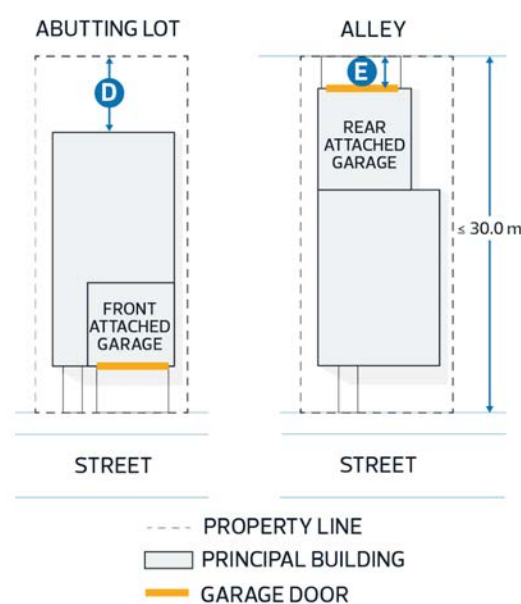 ABUTTING LOT
D
FRONT
ATTACHED
GARAGE
STREET
ALLEY
E
REAR
ATTACHED
GARAGE
≤ 30.0 m
STREET
PROPERTY LINE
PRINCIPAL BUILDING
GARAGE DOOR